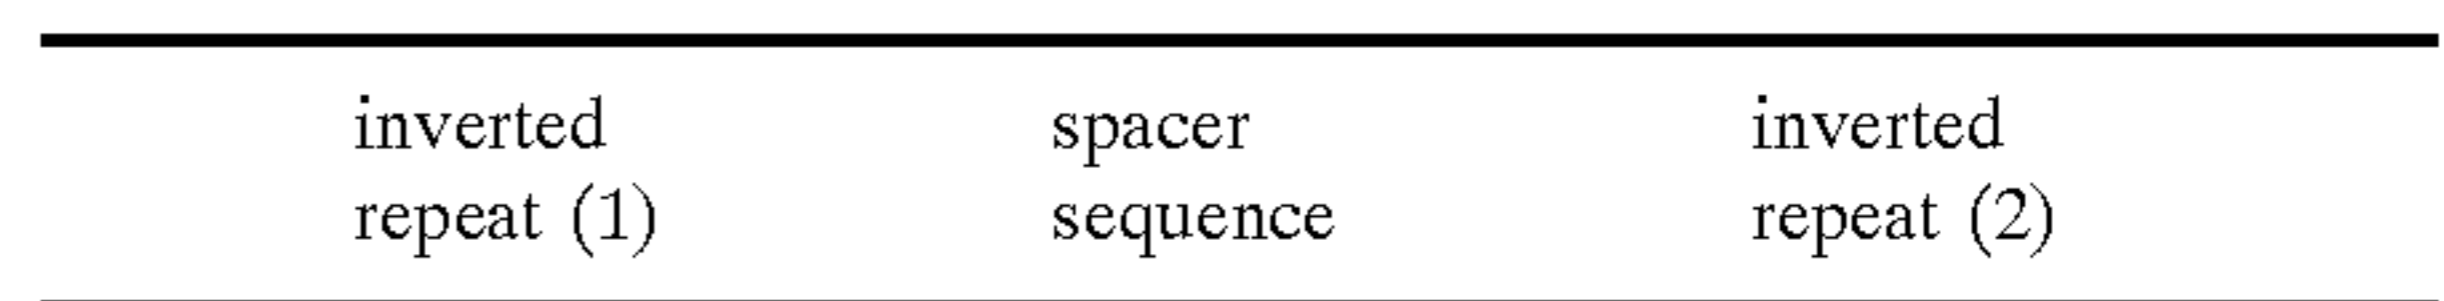 inverted repeat (1)
spacer sequence
inverted repeat (2)